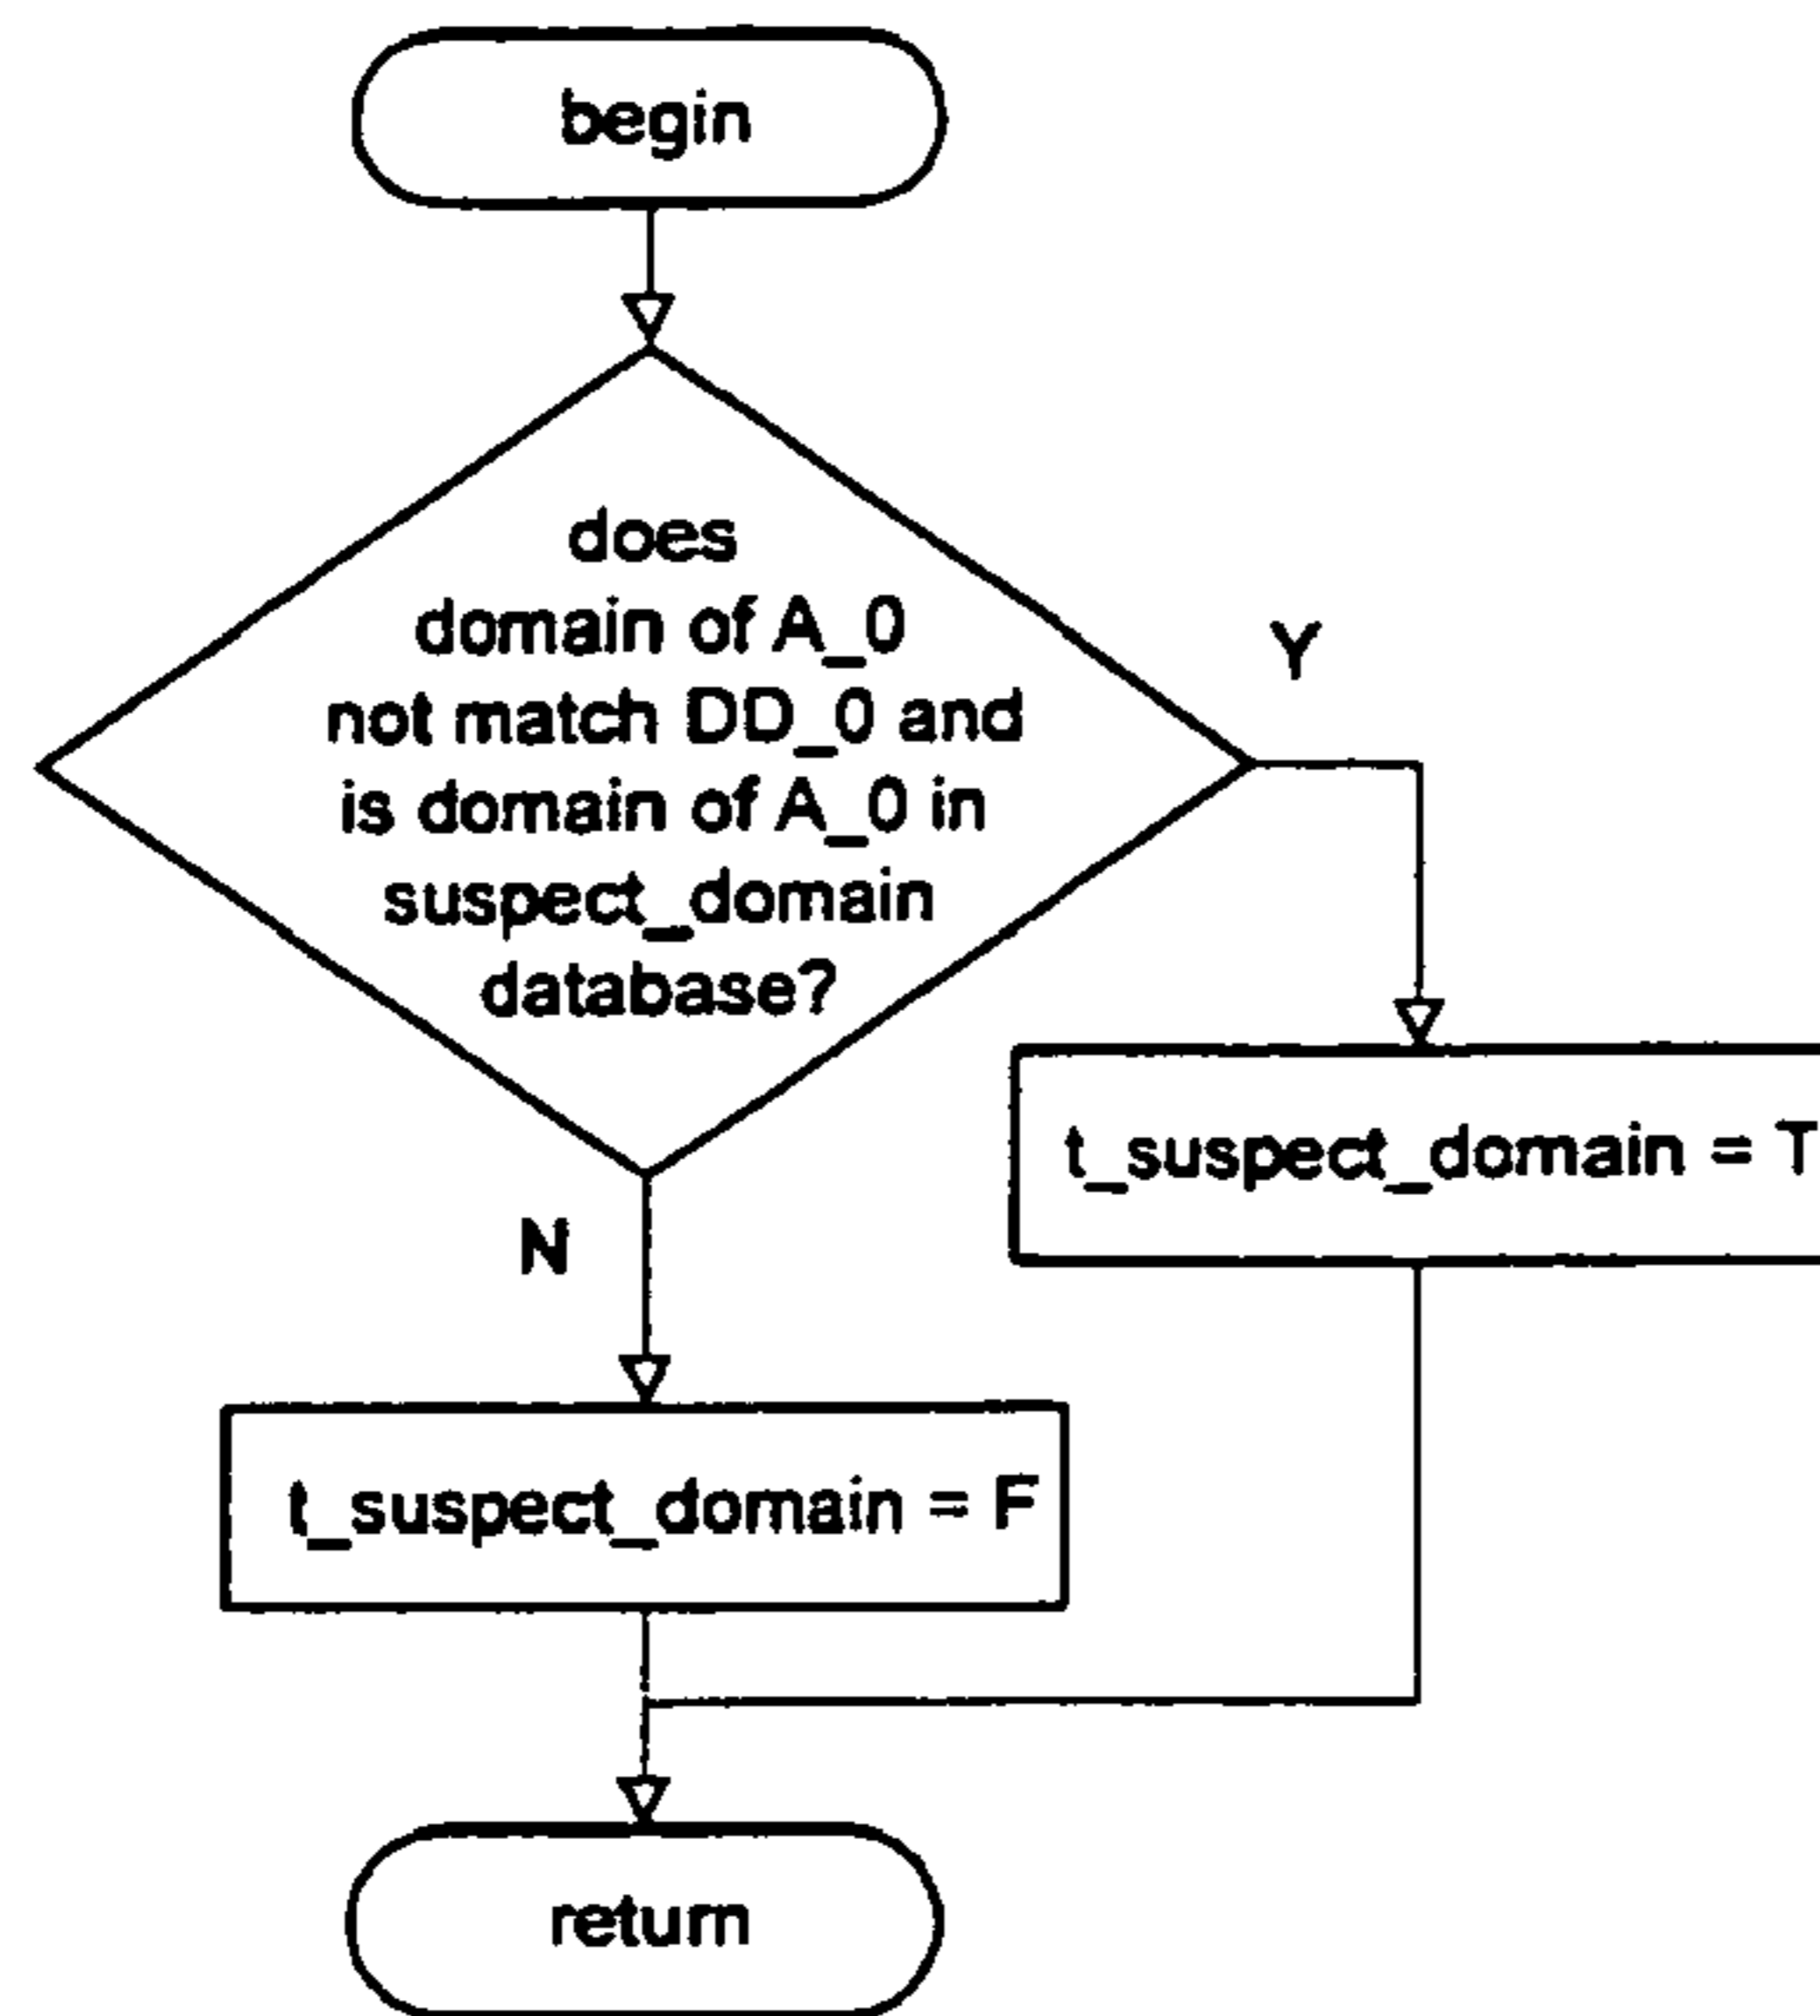 begin
does
domain of A_0
not match DD_0 and
is domain of A_0 in
suspect_domain
database?
Y
t_suspect_domain = T
N
t_suspect_domain = F
return